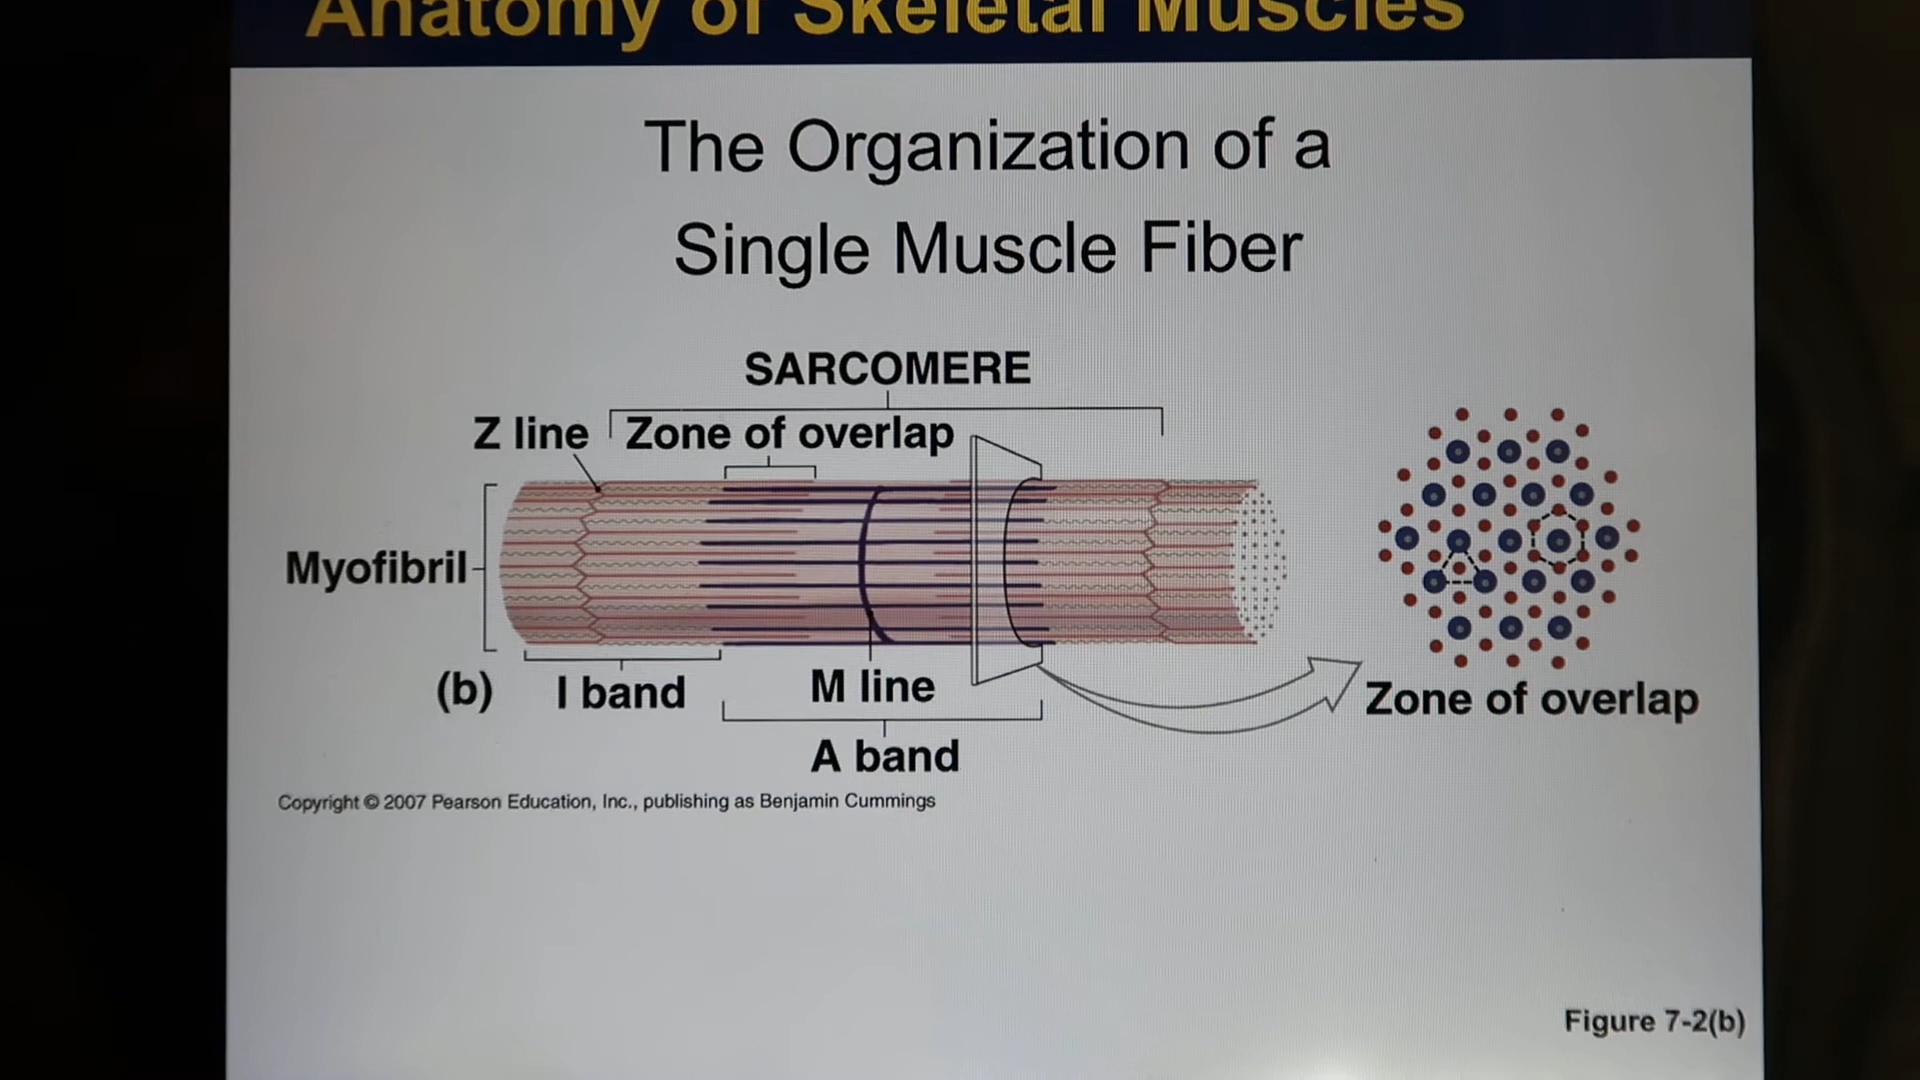 Anatomy of Skeletal Muscles
The Organization of a
Single Muscle Fiber
SARCOMERE
Z line
Zone of overlap
Myofibril
(b)
I band
M line
A band
Zone of overlap
Copyright © 2007 Pearson Education, Inc., publishing as Benjamin Cummings
Figure 7-2(b)